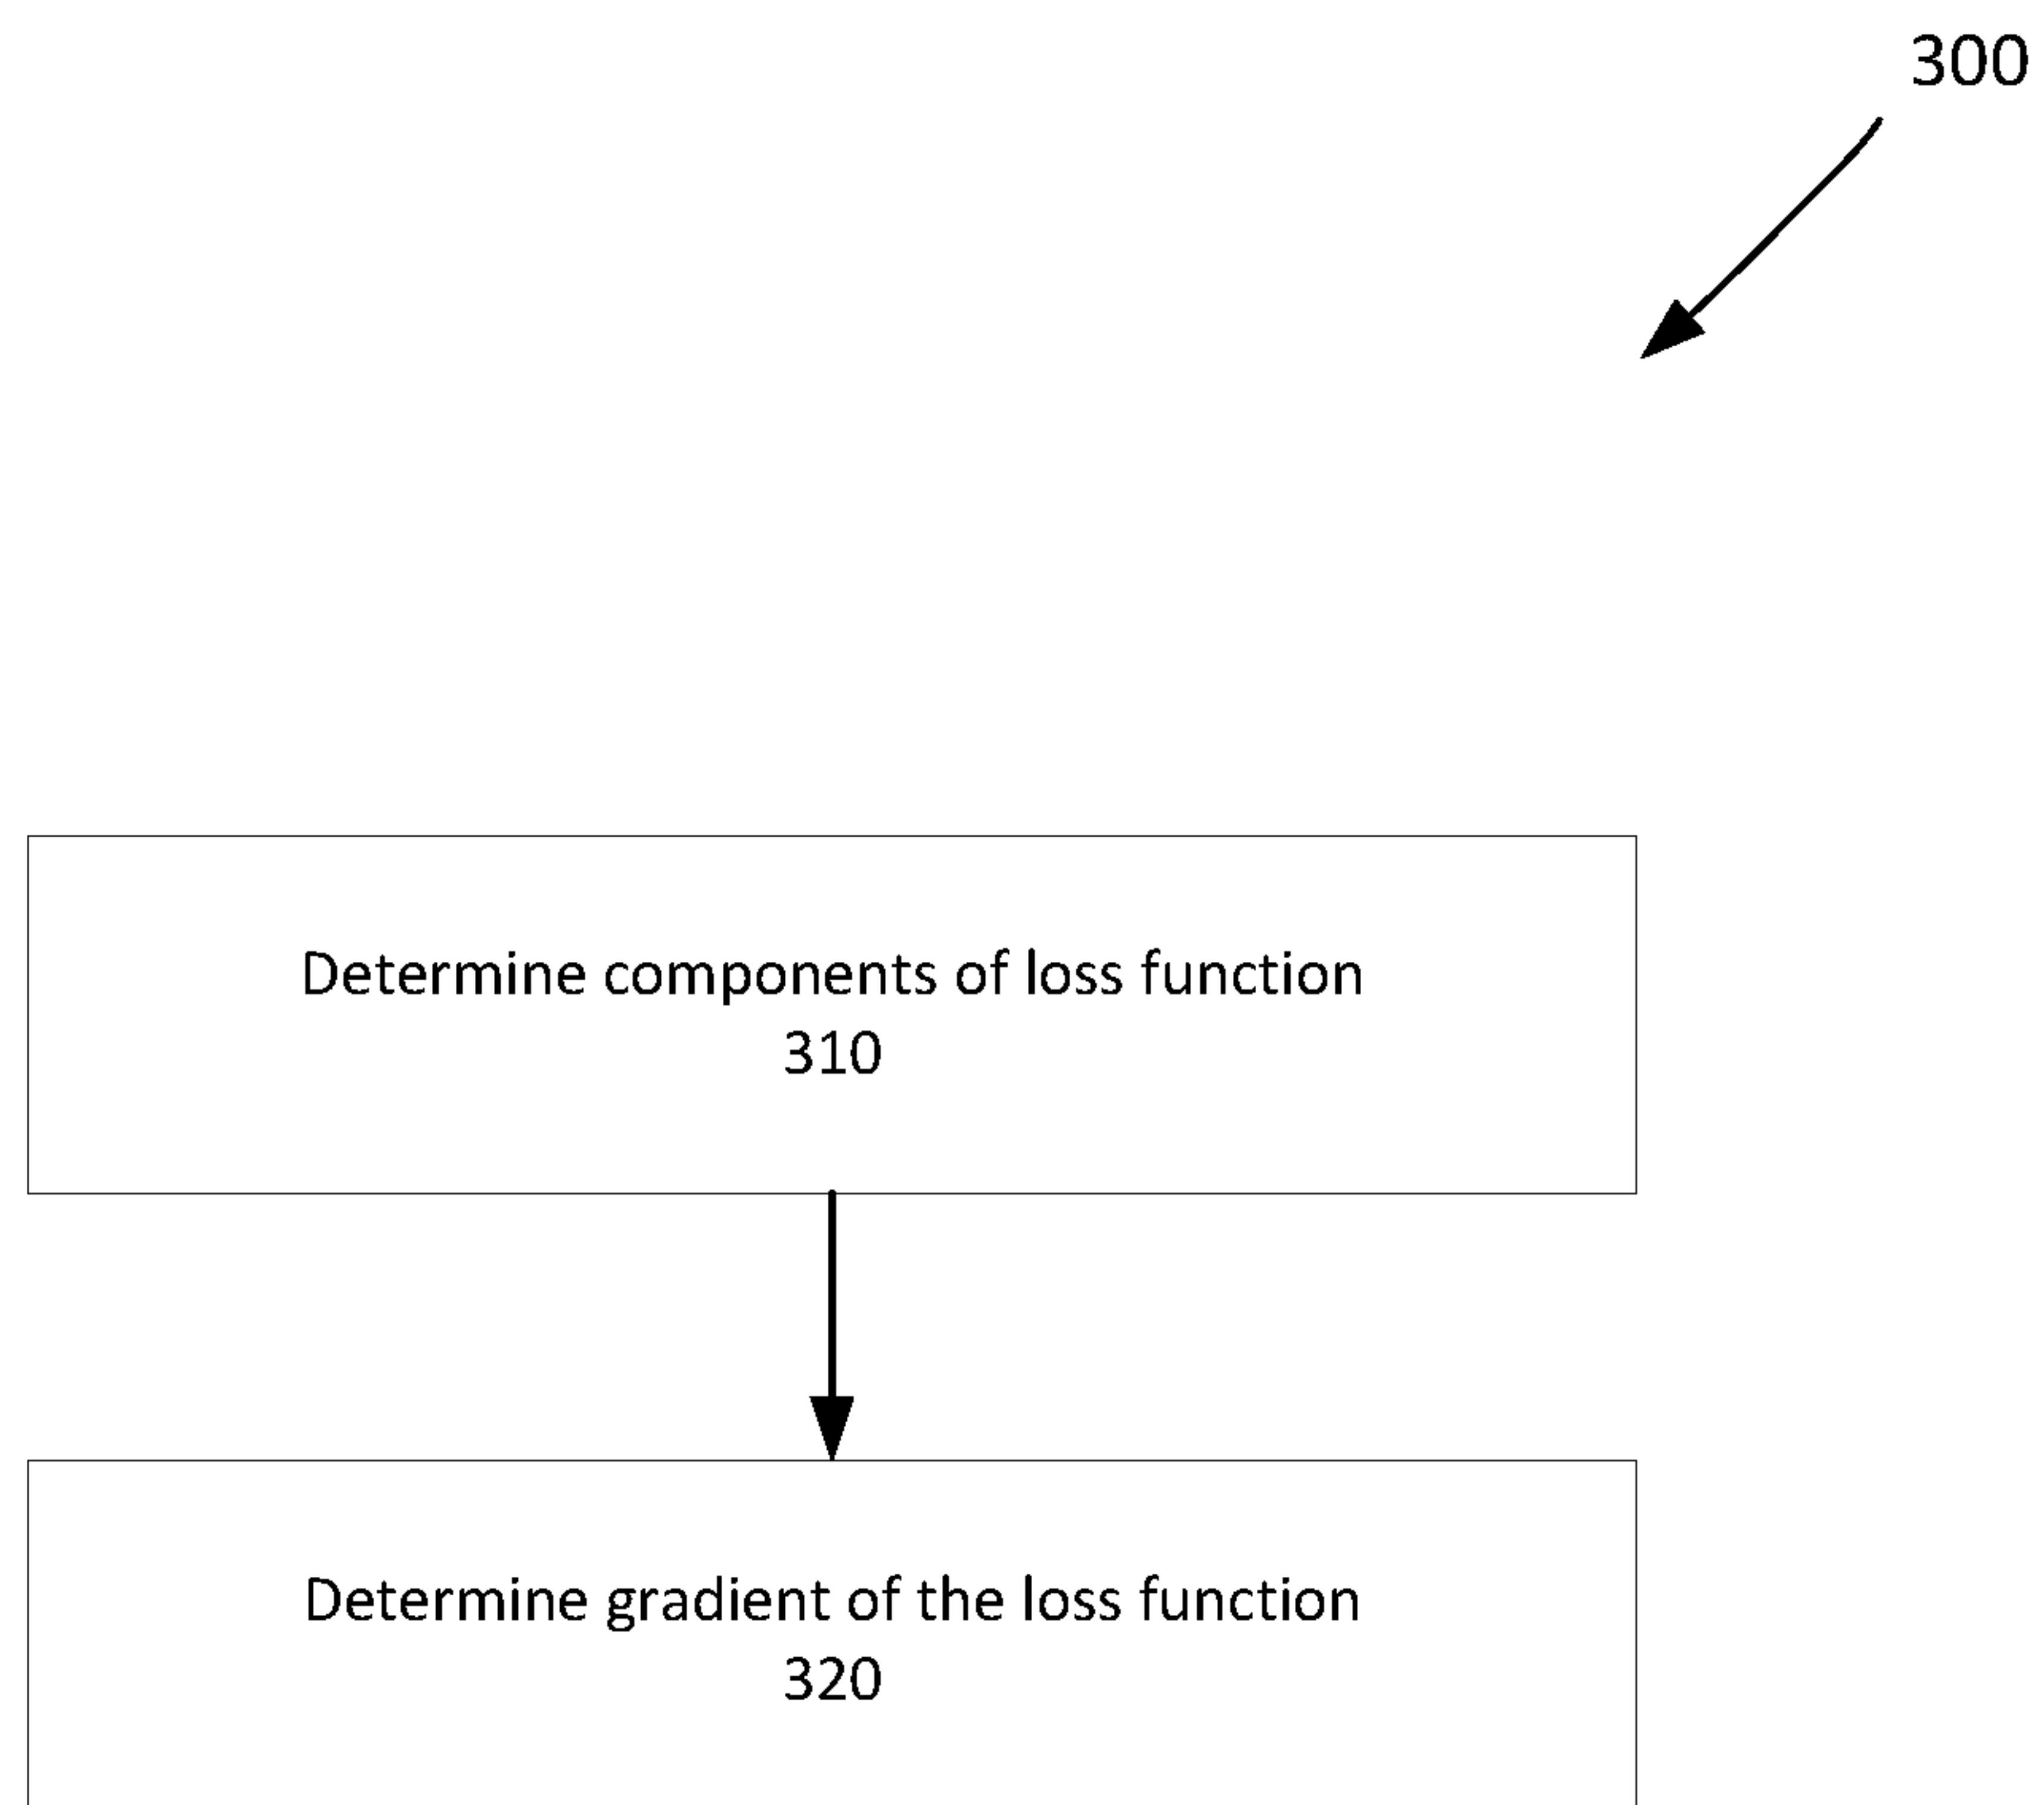 300
Determine components of loss function
310
Determine gradient of the loss function
320